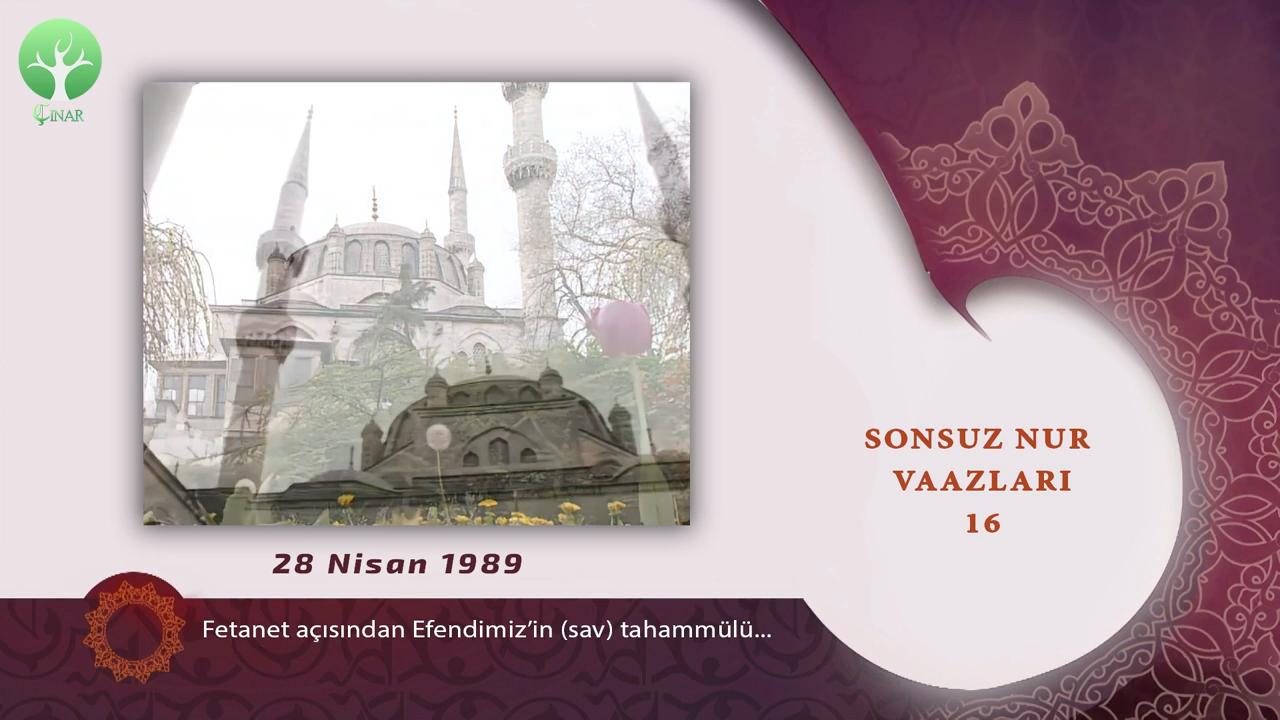 ÇINAR
SONSUZ NUR
VAAZLARI
16
28 Nisan 1989
Fetanet açısından Efendimiz’in (sav) tahammülü...